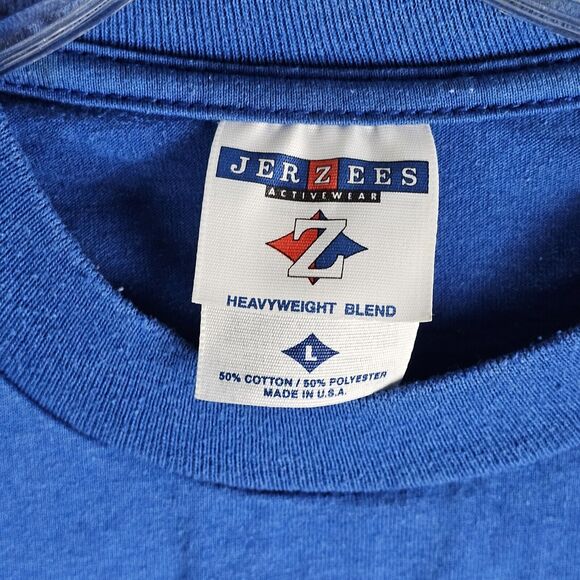 JERZEES
ACTIVEWEAR
Z
HEAVYWEIGHT BLEND
L
50% COTTON / 50% POLYESTER
MADE IN U.S.A.